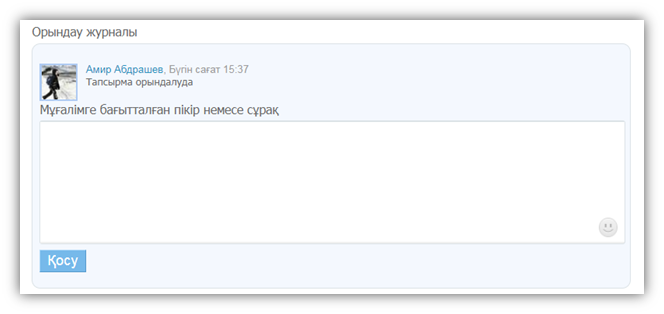 Орындау журналы
Амир Абдрашев, Бүгін сағат 15:37
Тапсырма орындалуда
Мұғалімге бағытталған пікір немесе сұрақ
Қосу